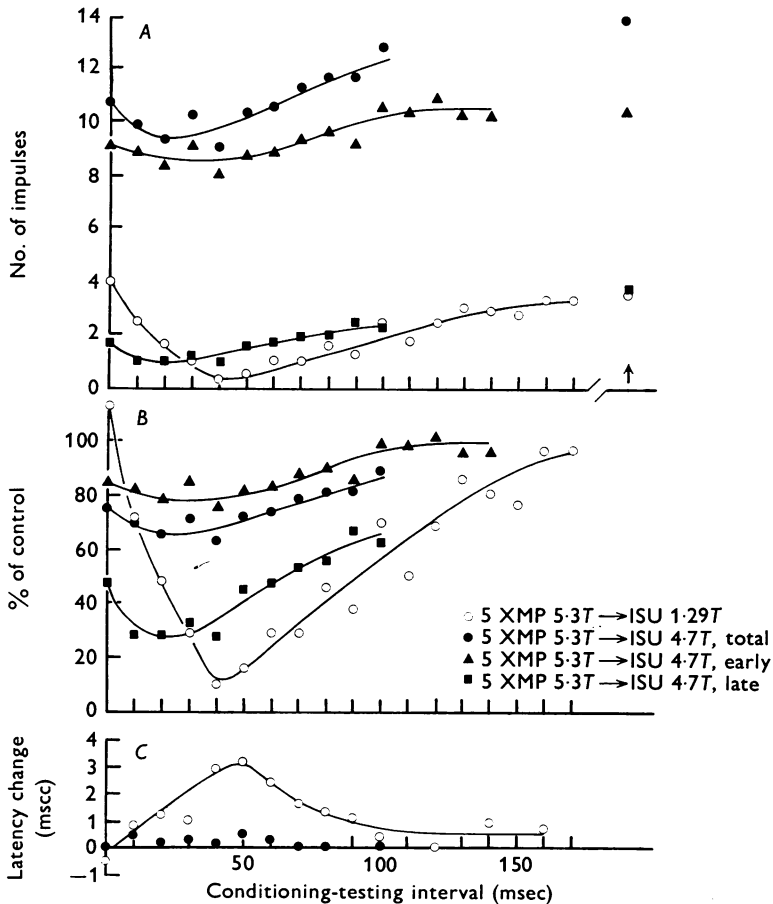 14
A
12
10
8
6
4
2
0
No. of impulses
B
100
80
60
40
20
0
% of control
5 XMP 5·3T→ISU 1·29T
5 XMP 5·3T→ISU 4·7T, total
5 XMP 5·3T→ISU 4·7T, early
5 XMP 5·3T→ISU 4·7T, late
C
4
3
2
1
0
−1
Latency change
(mscc)
50
100
150
Conditioning-testing interval (msec)